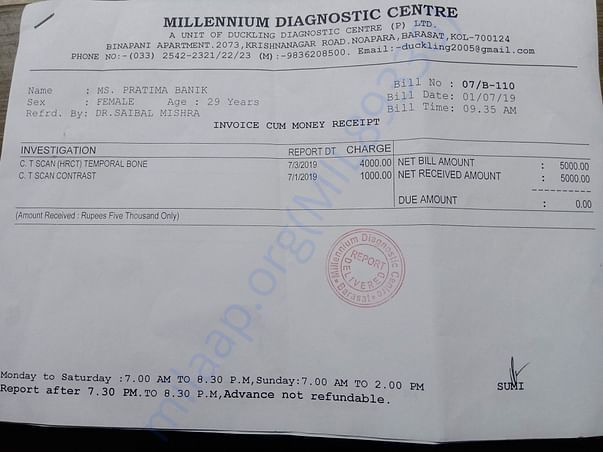 MILLENNIUM DIAGNOSTIC CENTRE
A UNIT OF DUCKLING DIAGNOSTIC CENTRE (P) LTD.
BINAPANI APARTMENT.2073,KRISHNANAGAR ROAD.NOAPARA,BARASAT,KOL-700124
PHONE NO:-(033) 2542-2321/22/23 (M):-9836208500. Email:-duckling2005@gmail.com
Name : MS. PRATIMA BANIK Bill No : 07/B-110
Sex : FEMALE Age : 29 Years Bill Date: 01/07/19
Refrd. By: DR.SAIBAL MISHRA Bill Time: 09.35 AM
INVOICE CUM MONEY RECEIPT
INVESTIGATION REPORT DT CHARGE
C. T SCAN (HRCT) TEMPORAL BONE 7/3/2019 4000.00 NET BILL AMOUNT : 5000.00
C. T SCAN CONTRAST 7/1/2019 1000.00 NET RECEIVED AMOUNT : 5000.00
DUE AMOUNT : 0.00
(Amount Received : Rupees Five Thousand Only)
Millennium Diagnostic Centre
REPORT
DELIVERED
Barasat
Monday to Saturday :7.00 AM TO 8.30 P.M,Sunday:7.00 AM TO 2.00 PM
Report after 7.30 PM.TO 8.30 P.M,Advance not refundable.
SUMI